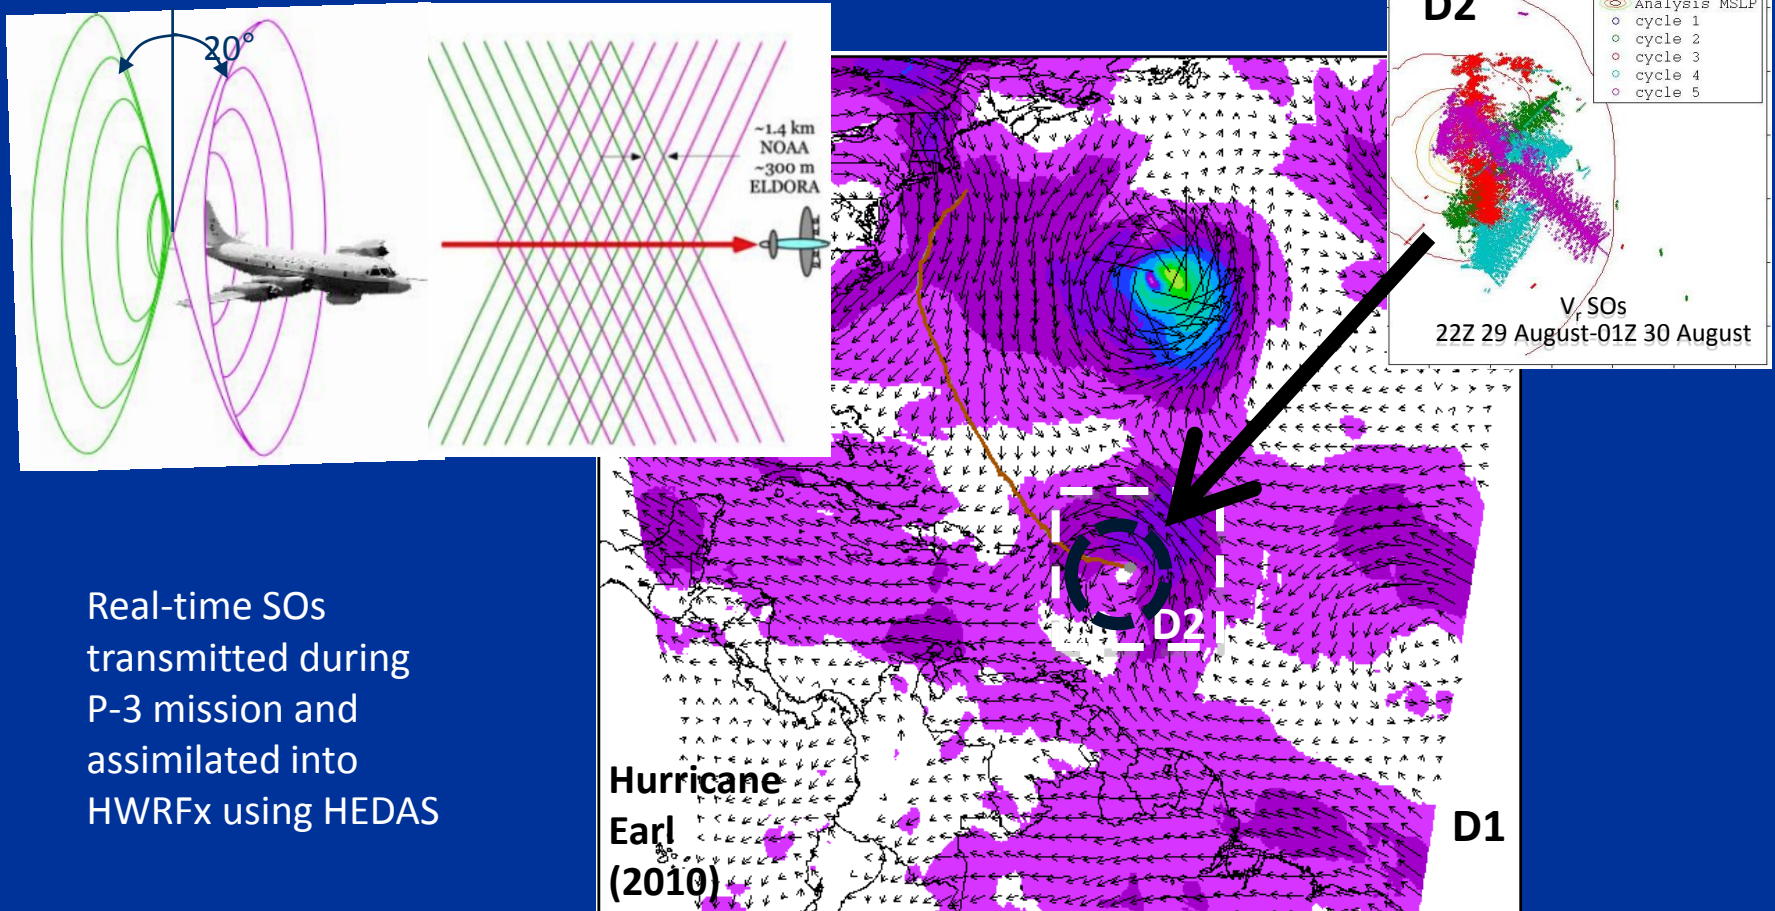 20°
~1.4 km
NOAA
~300 m
ELDORA
D2
Analysis MSLP
cycle 1
cycle 2
cycle 3
cycle 4
cycle 5
Vr SOs
22Z 29 August-01Z 30 August
Real-time SOs
transmitted during
P-3 mission and
assimilated into
HWRFx using HEDAS
D2
Hurricane
Earl
(2010)
D1